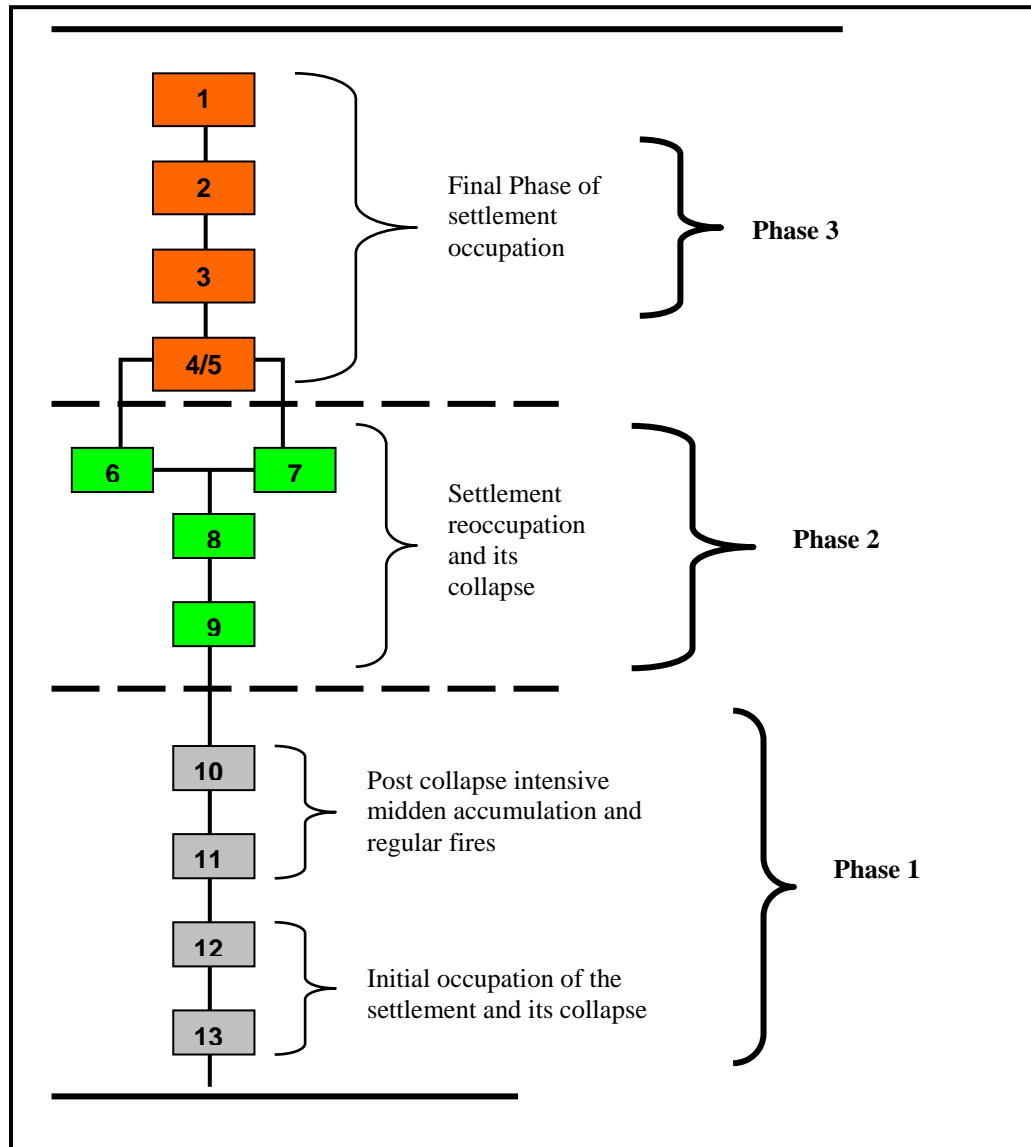 1
2
3
4/5
Final Phase of
settlement
occupation
Phase 3
6
7
8
9
Settlement
reoccupation
and its
collapse
Phase 2
10
11
Post collapse intensive
midden accumulation and
regular fires
12
13
Initial occupation of the
settlement and its collapse
Phase 1